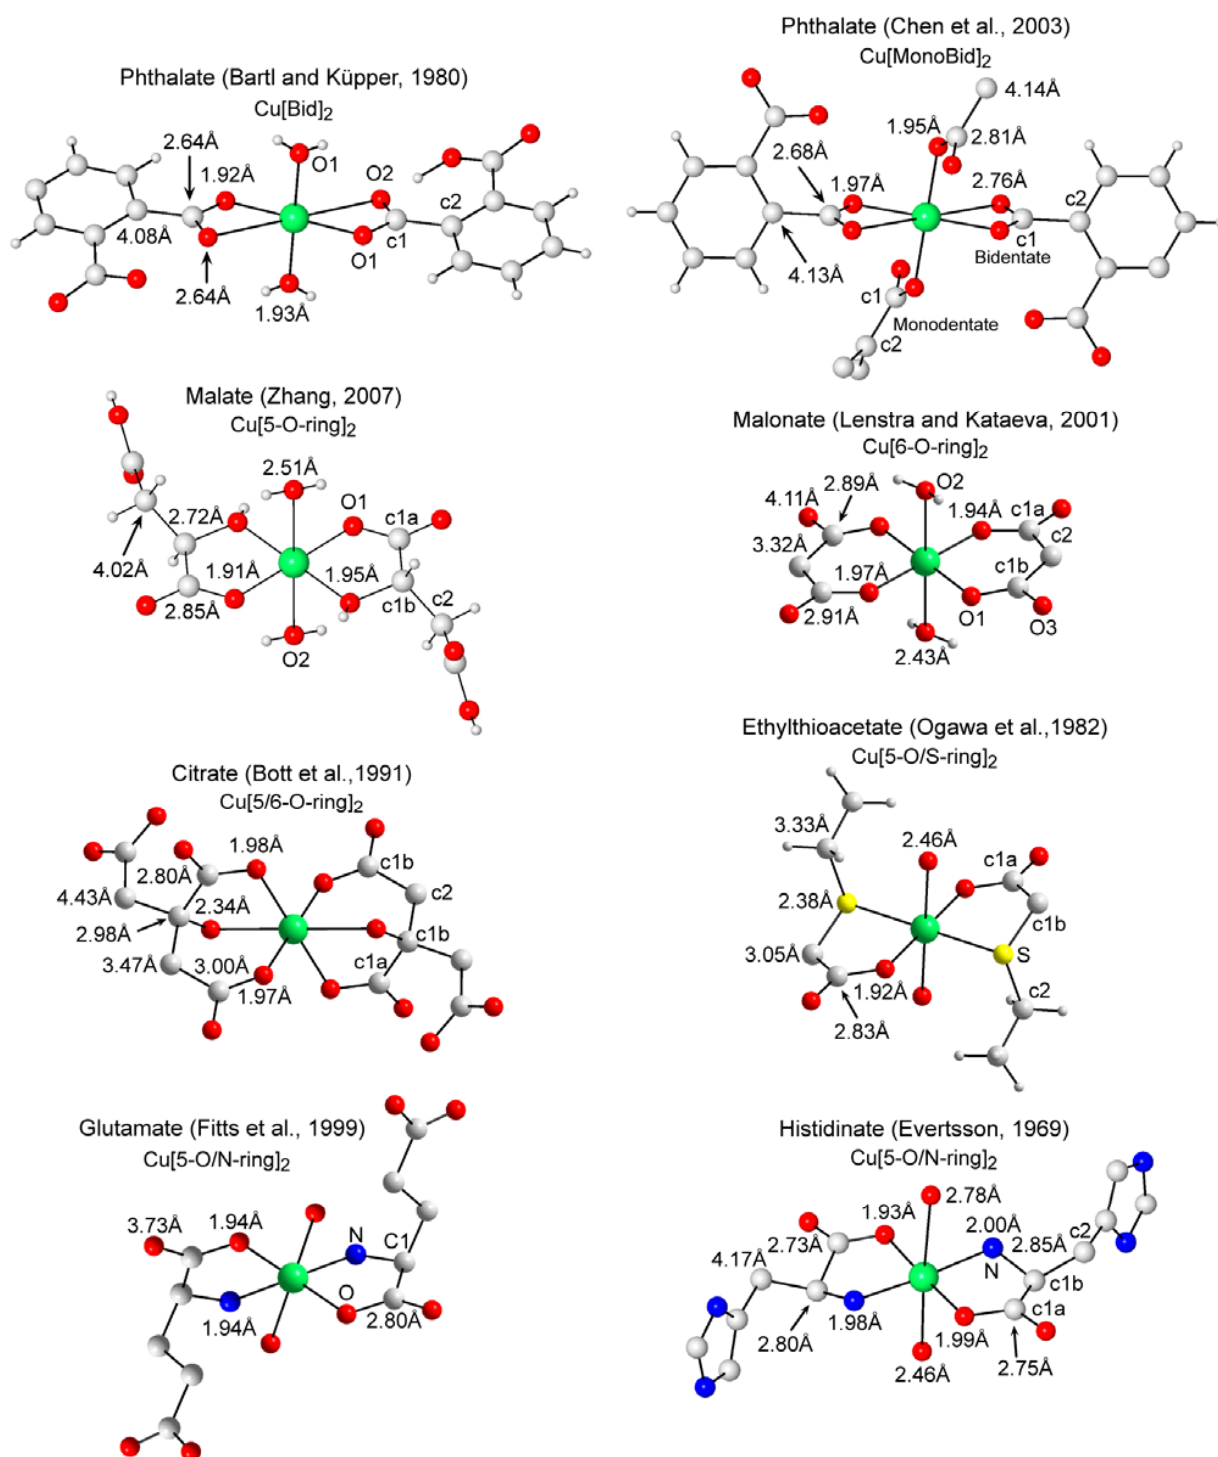 Phthalate (Bartl and Küpper, 1980)
Cu[Bid]2
2.64Å
1.92Å
O1
O2
c2
4.08Å
c1
O1
2.64Å
1.93Å
Phthalate (Chen et al., 2003)
Cu[MonoBid]2
4.14Å
1.95Å
2.81Å
2.68Å
1.97Å
2.76Å
c2
c1
Bidentate
4.13Å
c1
Monodentate
c2
Malate (Zhang, 2007)
Cu[5-O-ring]2
2.51Å
O1
2.72Å
c1a
4.02Å
1.91Å
1.95Å
2.85Å
c1b
c2
O2
Malonate (Lenstra and Kataeva, 2001)
Cu[6-O-ring]2
2.89Å
O2
4.11Å
1.94Å
c1a
3.32Å
c2
1.97Å
c1b
2.91Å
O1
O3
2.43Å
Citrate (Bott et al.,1991)
Cu[5/6-O-ring]2
1.98Å
2.80Å
c1b
4.43Å
2.34Å
c2
2.98Å
c1b
3.47Å
3.00Å
c1a
1.97Å
Ethylthioacetate (Ogawa et al.,1982)
Cu[5-O/S-ring]2
3.33Å
2.46Å
c1a
2.38Å
c1b
3.05Å
S
1.92Å
c2
2.83Å
Glutamate (Fitts et al., 1999)
Cu[5-O/N-ring]2
3.73Å
1.94Å
N
C1
O
1.94Å
2.80Å
Histidinate (Evertsson, 1969)
Cu[5-O/N-ring]2
2.78Å
1.93Å
2.00Å
2.73Å
2.85Å
c2
4.17Å
N
c1b
1.98Å
c1a
2.80Å
1.99Å
2.46Å
2.75Å